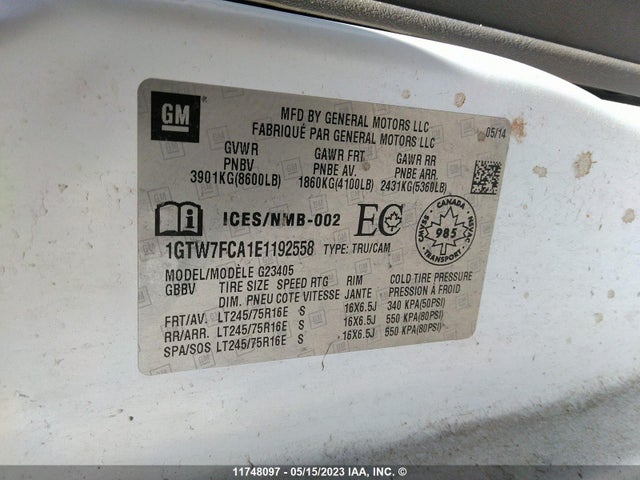 GM
MFD BY GENERAL MOTORS LLC
FABRIQUÉ PAR GENERAL MOTORS LLC
05/14
GVWR GAWR FRT GAWR RR
PNBV PNBE AV. PNBE ARR.
3901KG(8600LB) 1860KG(4100LB) 2431KG(5360LB)
ICES/NMB-002 EC
CANADA
CMVSS NSVAC
985
TRANSPORT
1GTW7FCA1E1192558 TYPE: TRU/CAM
MODEL/MODÈLE G23405
GBBV TIRE SIZE SPEED RTG RIM COLD TIRE PRESSURE
DIM. PNEU COTE VITESSE JANTE PRESSION À FROID
FRT/AV. LT245/75R16E S 16X6.5J 340 KPA(50PSI)
RR/ARR. LT245/75R16E S 16X6.5J 550 KPA(80PSI)
SPA/SOS LT245/75R16E S 16X6.5J 550 KPA(80PSI)
11748097 - 05/15/2023 IAA, Inc. ©